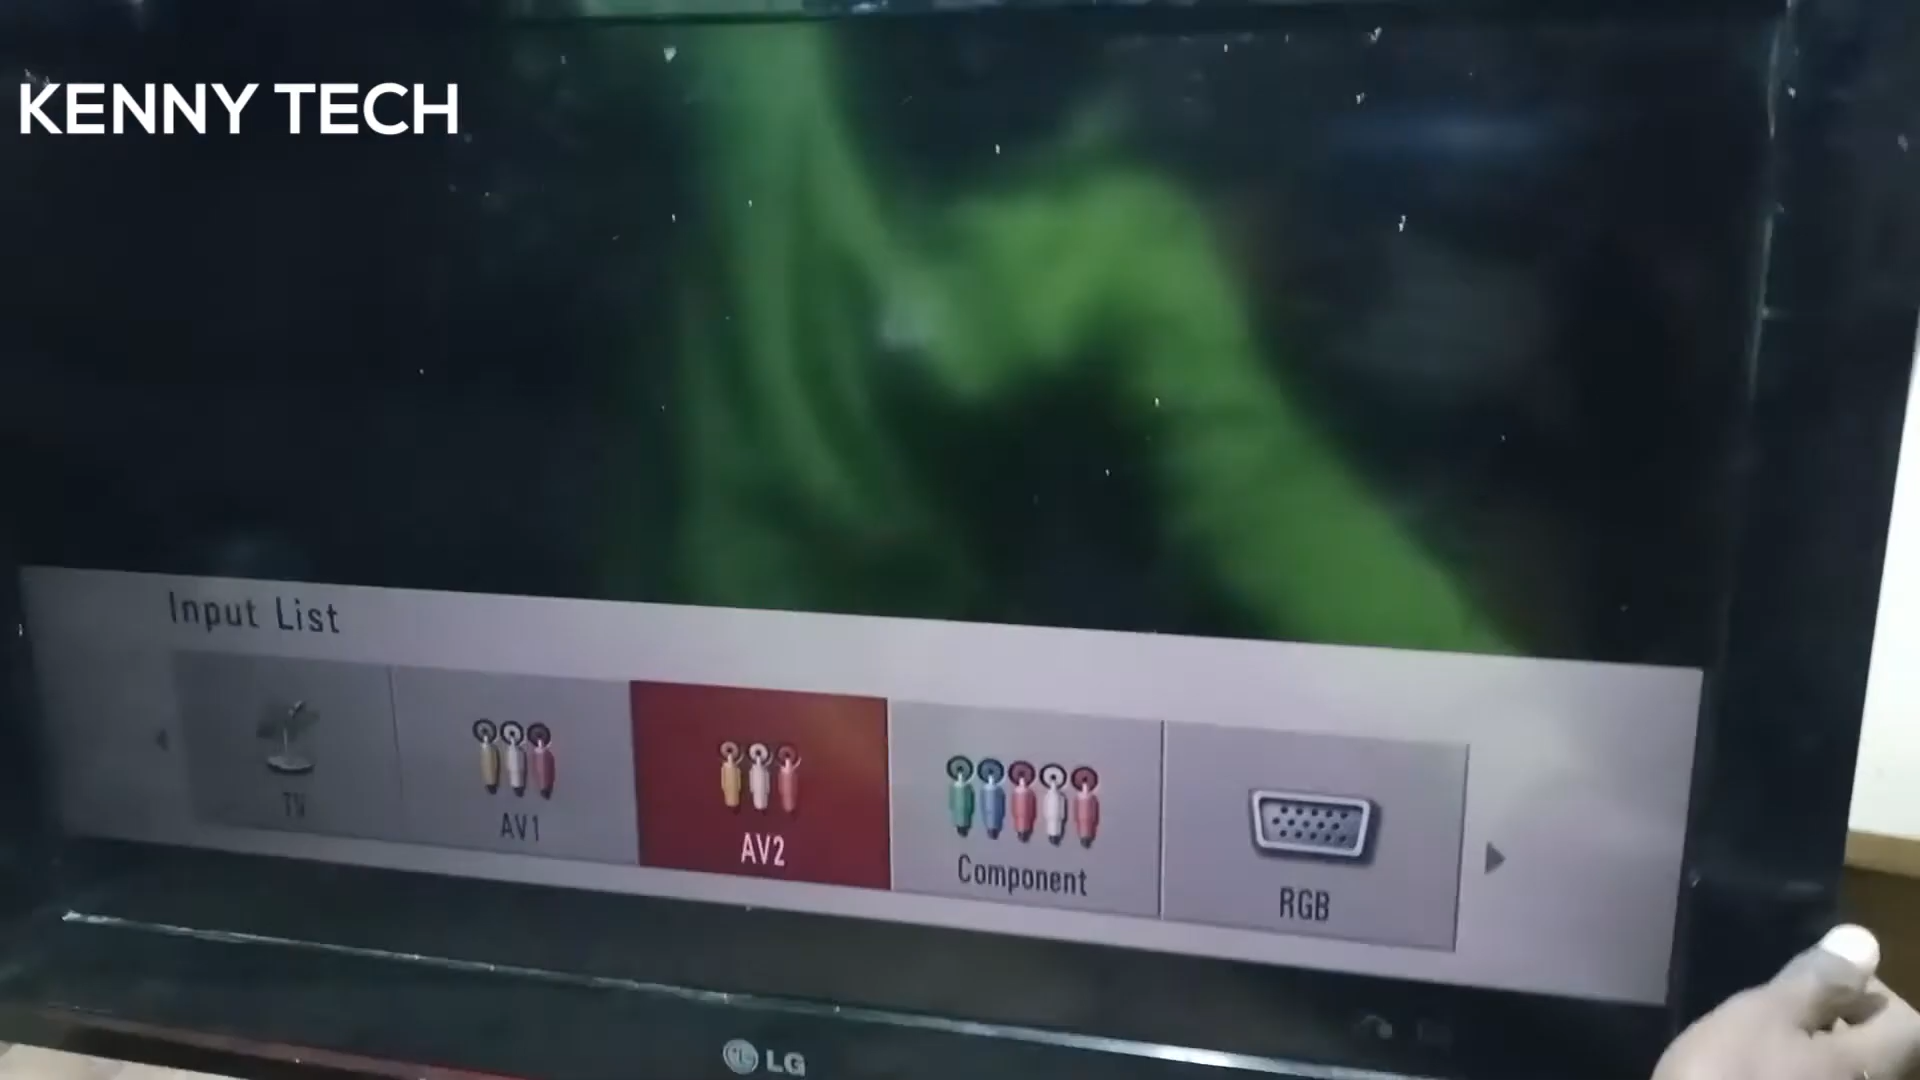 KENNY TECH
Input List
TV
AV1
AV2
Component
RGB
LG